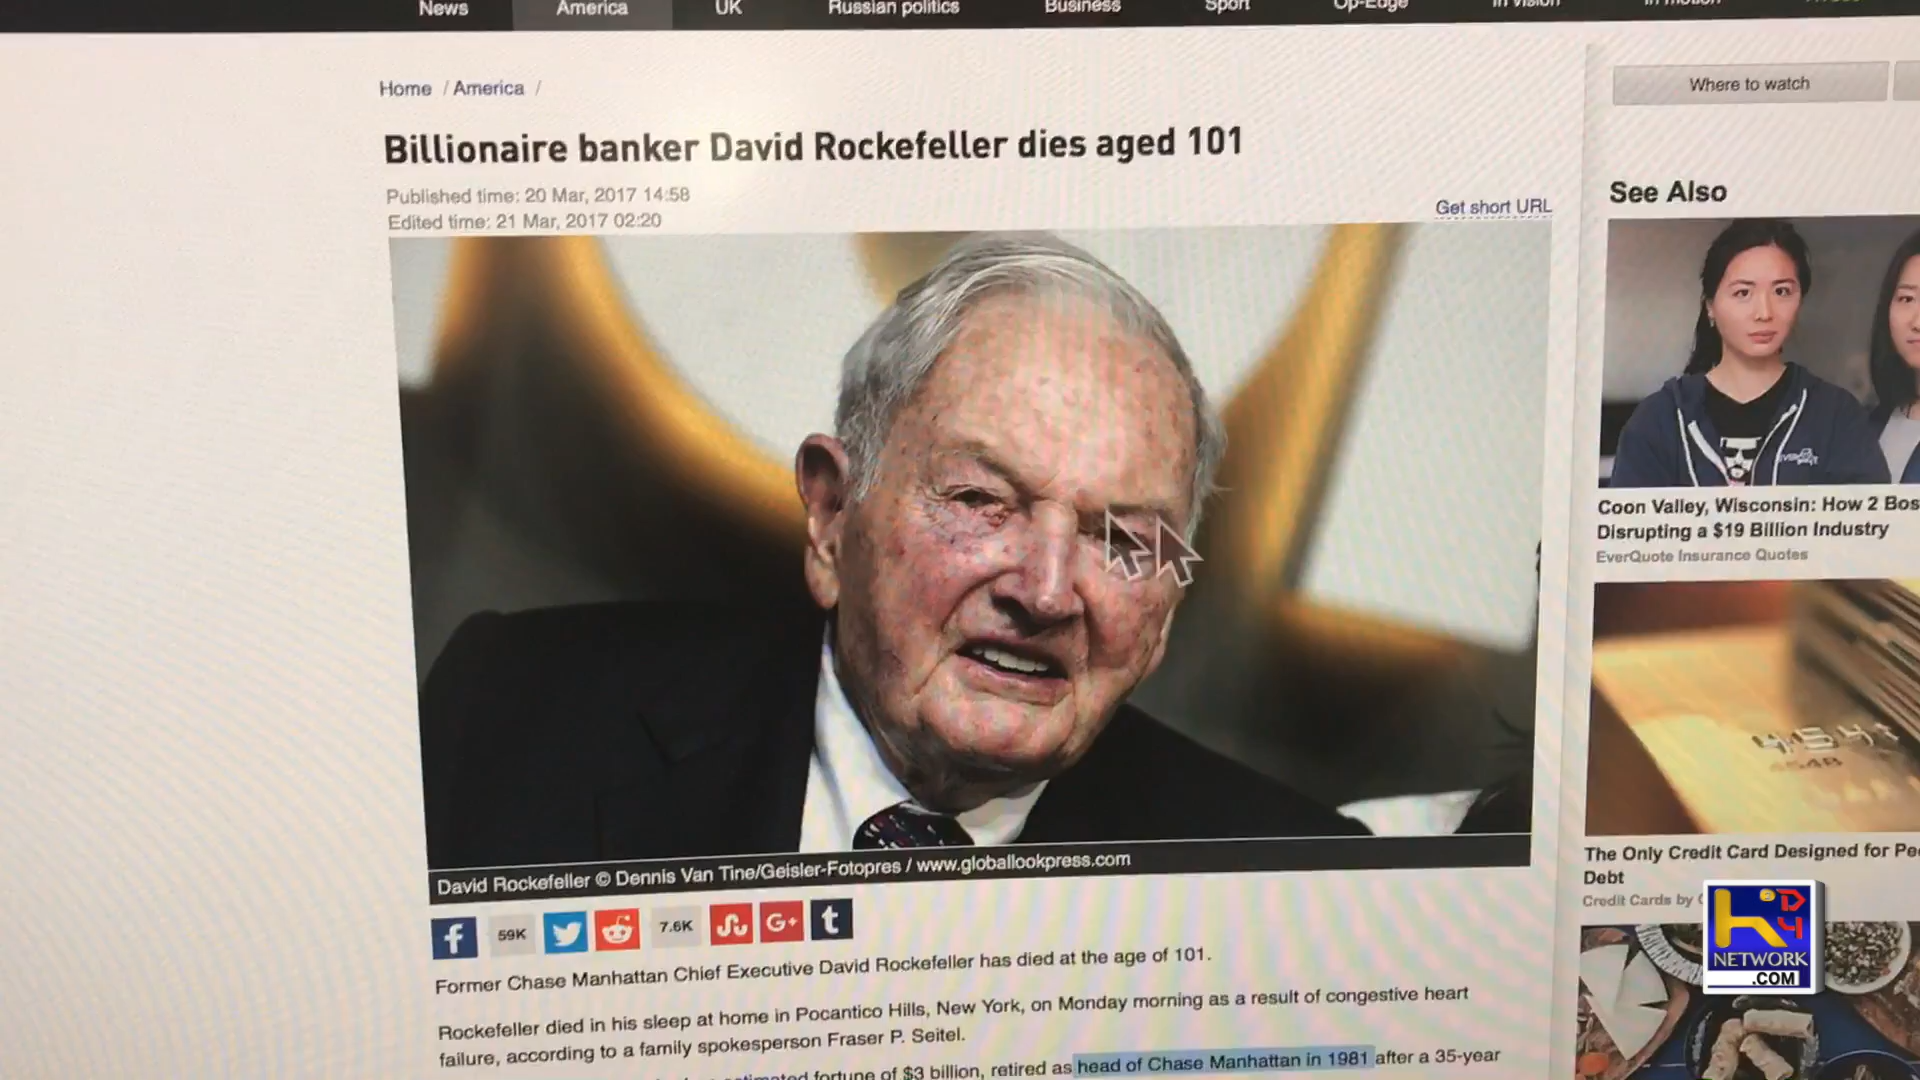 News America UK Russian politics Business Sport Op-Edge In vision In motion
Home / America /
Where to watch
Billionaire banker David Rockefeller dies aged 101
Published time: 20 Mar, 2017 14:58
Edited time: 21 Mar, 2017 02:20
Get short URL
See Also
Coon Valley, Wisconsin: How 2 Bos
Disrupting a $19 Billion Industry
EverQuote Insurance Quotes
The Only Credit Card Designed for
Debt
Credit Cards by
David Rockefeller © Dennis Van Tine/Geisler-Fotopres / www.globallookpress.com
59K 7.6K G+ t
Former Chase Manhattan Chief Executive David Rockefeller has died at the age of 101.
Rockefeller died in his sleep at home in Pocantico Hills, New York, on Monday morning as a result of congestive heart
failure, according to a family spokesperson Fraser P. Seitel.
fortune of $3 billion, retired as head of Chase Manhattan in 1981 after a 35-year
4548
D4
NETWORK
.COM